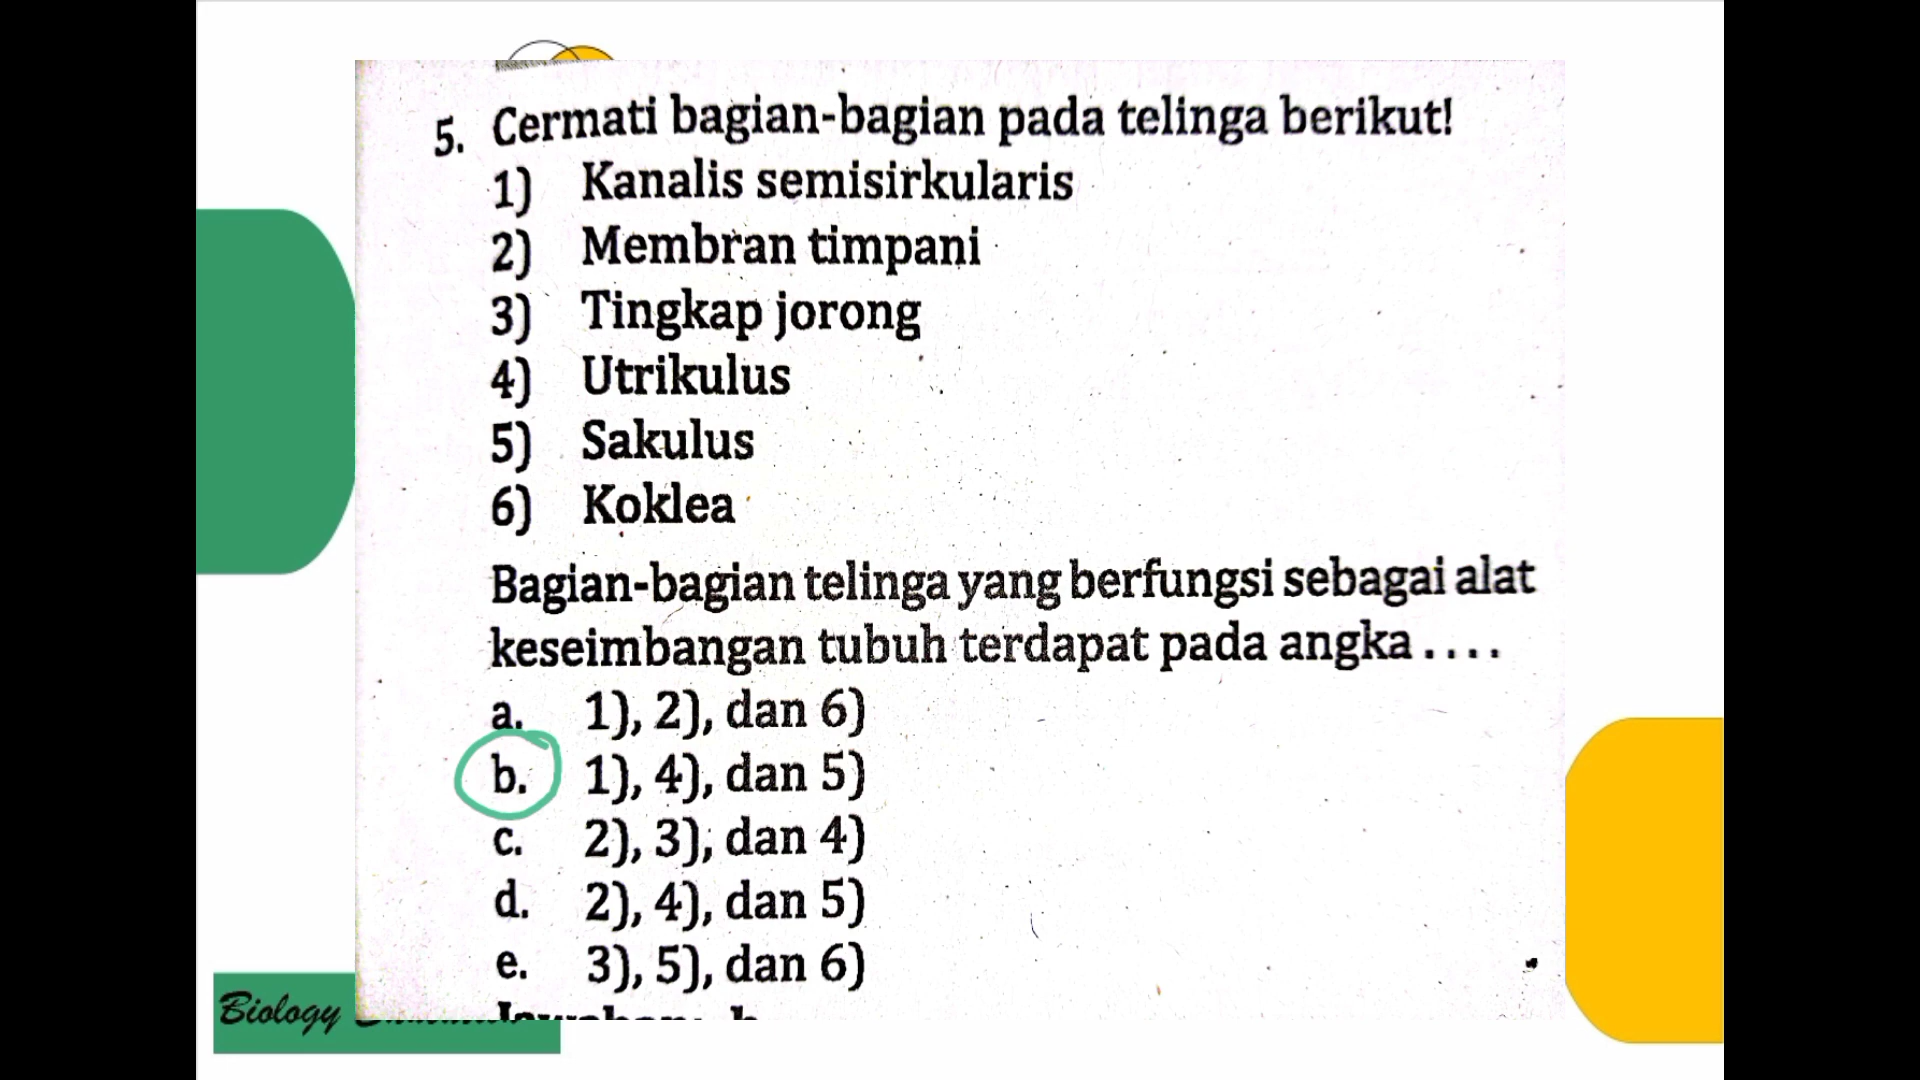 5. Cermati bagian-bagian pada telinga berikut!
1) Kanalis semisirkularis
2) Membran timpani
3) Tingkap jorong
4) Utrikulus
5) Sakulus
6) Koklea
Bagian-bagian telinga yang berfungsi sebagai alat
keseimbangan tubuh terdapat pada angka ....
a. 1), 2), dan 6)
b. 1), 4), dan 5)
c. 2), 3), dan 4)
d. 2), 4), dan 5)
e. 3), 5), dan 6)
Biology